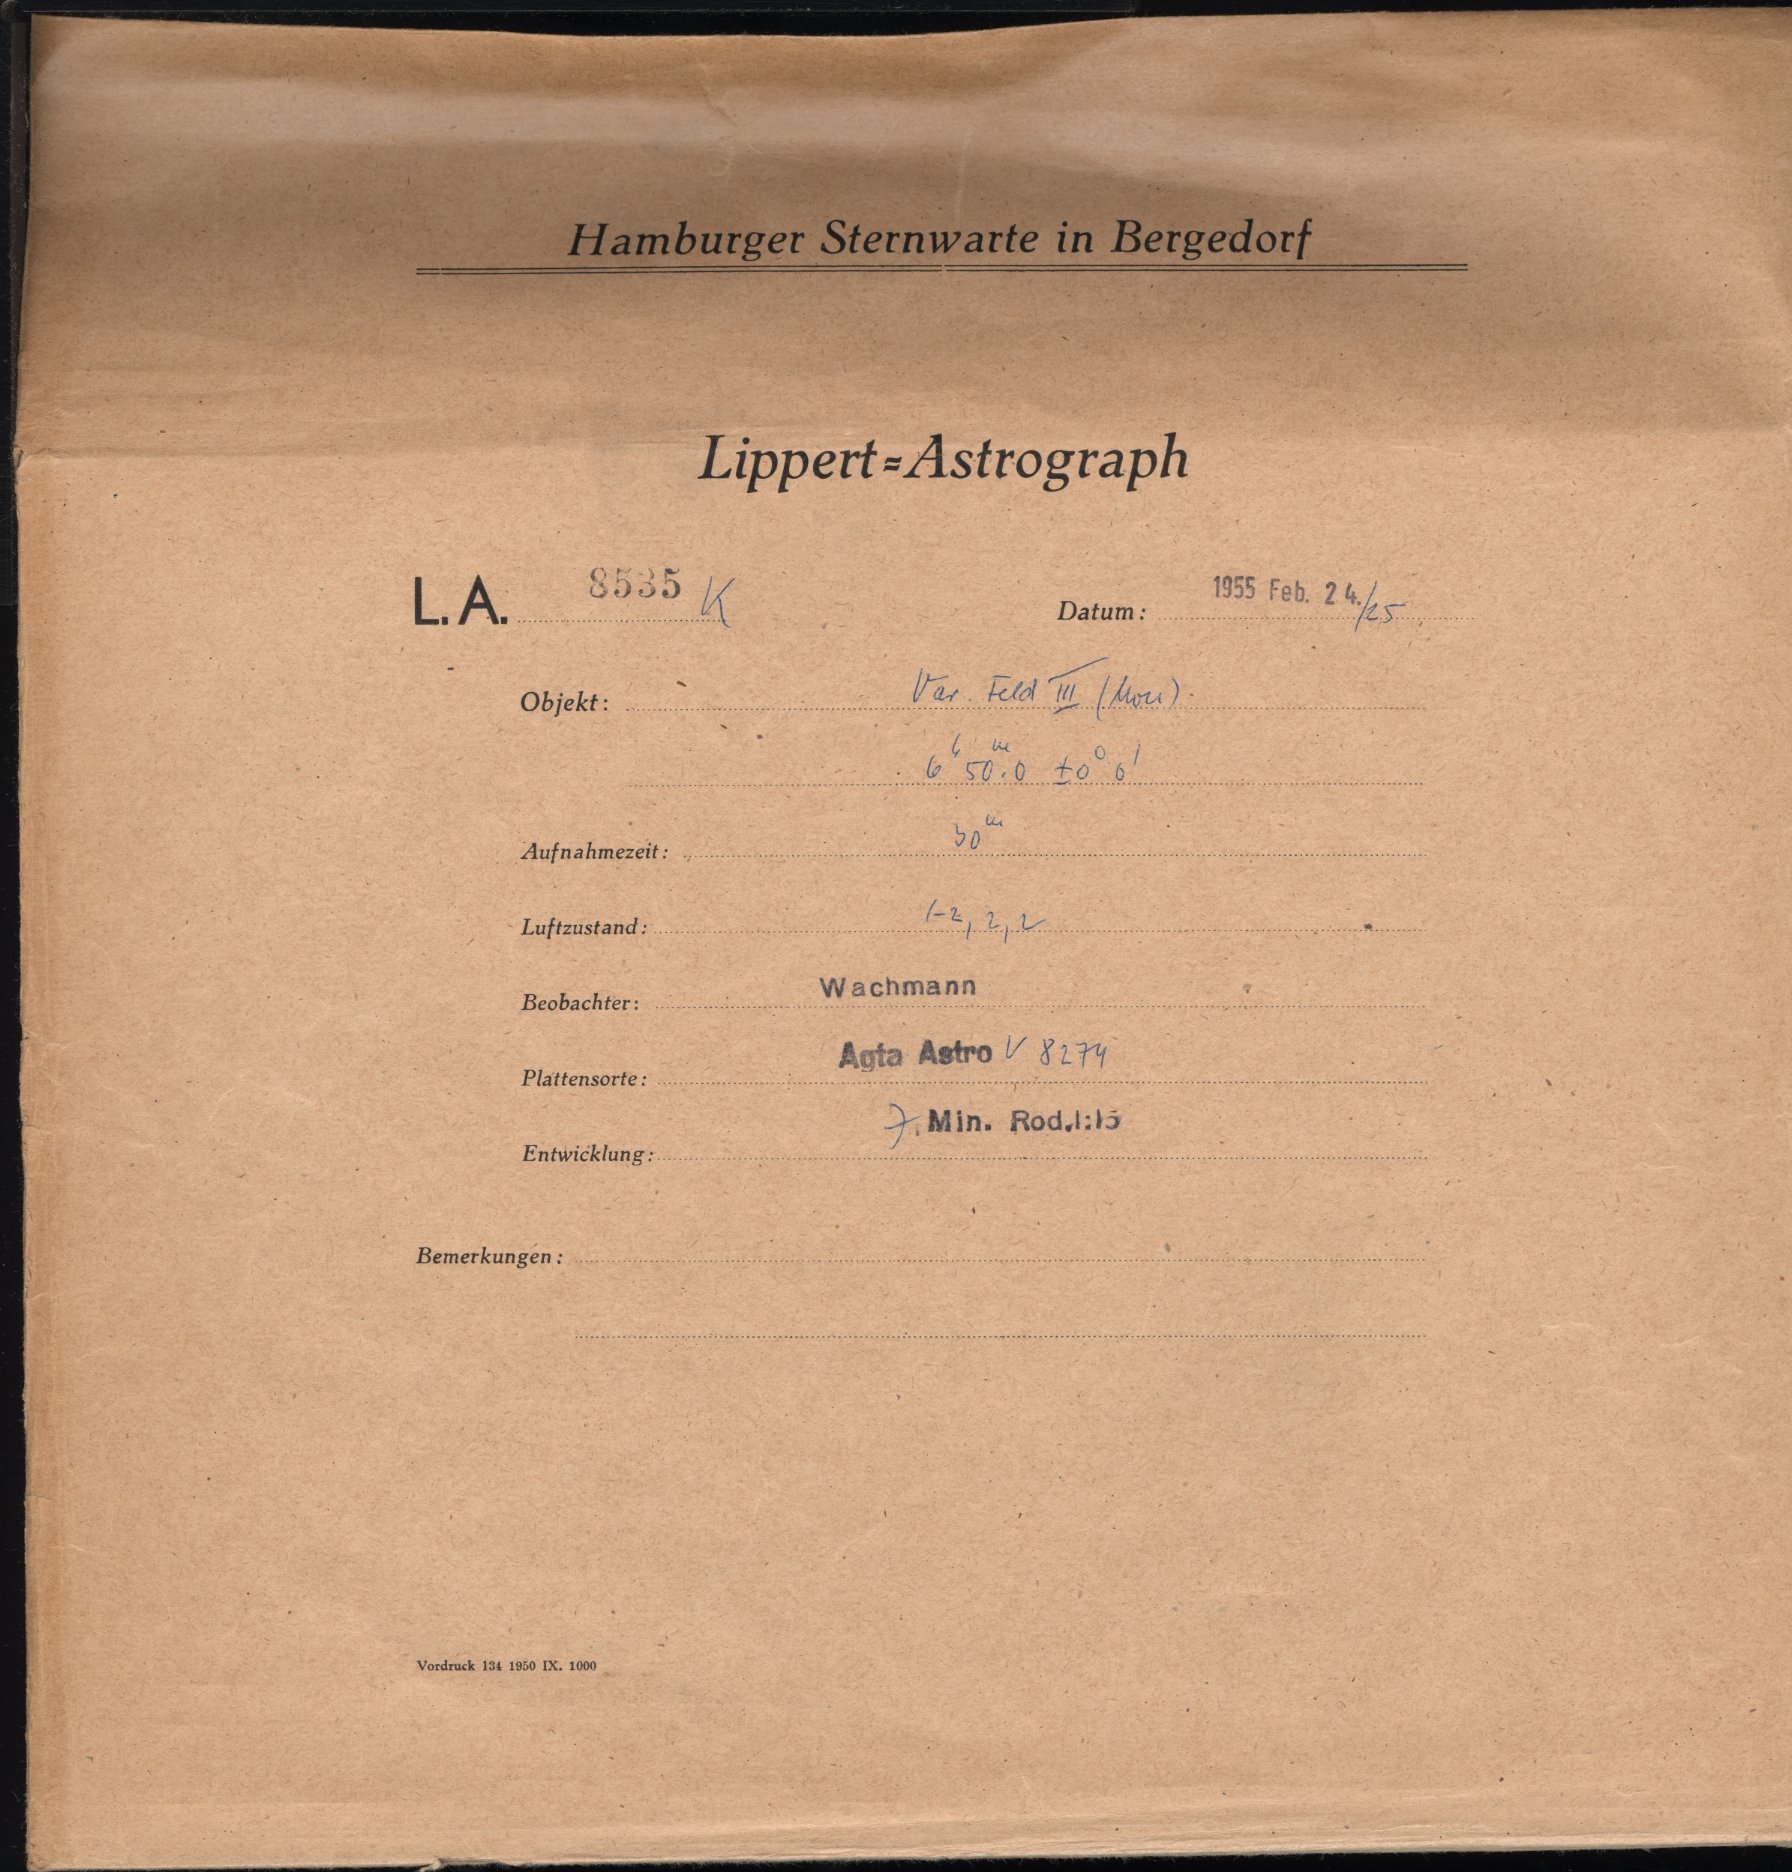 Hamburger Sternwarte in Bergedorf
Lippert=Astrograph
L. A. 8535 K Datum: 1955 Feb. 24./25
Objekt: Var. Feld III (Mon).
6ʰ 50ᵐ.0 ±0° 0'
Aufnahmezeit: 30ᵐ
Luftzustand: 1-2, 2, 2
Beobachter: Wachmann
Plattensorte: Agfa Astro V 8274
Entwicklung: 7. Min. Rod.1:15
Bemerkungen:
Vordruck 134 1950 IX. 1000